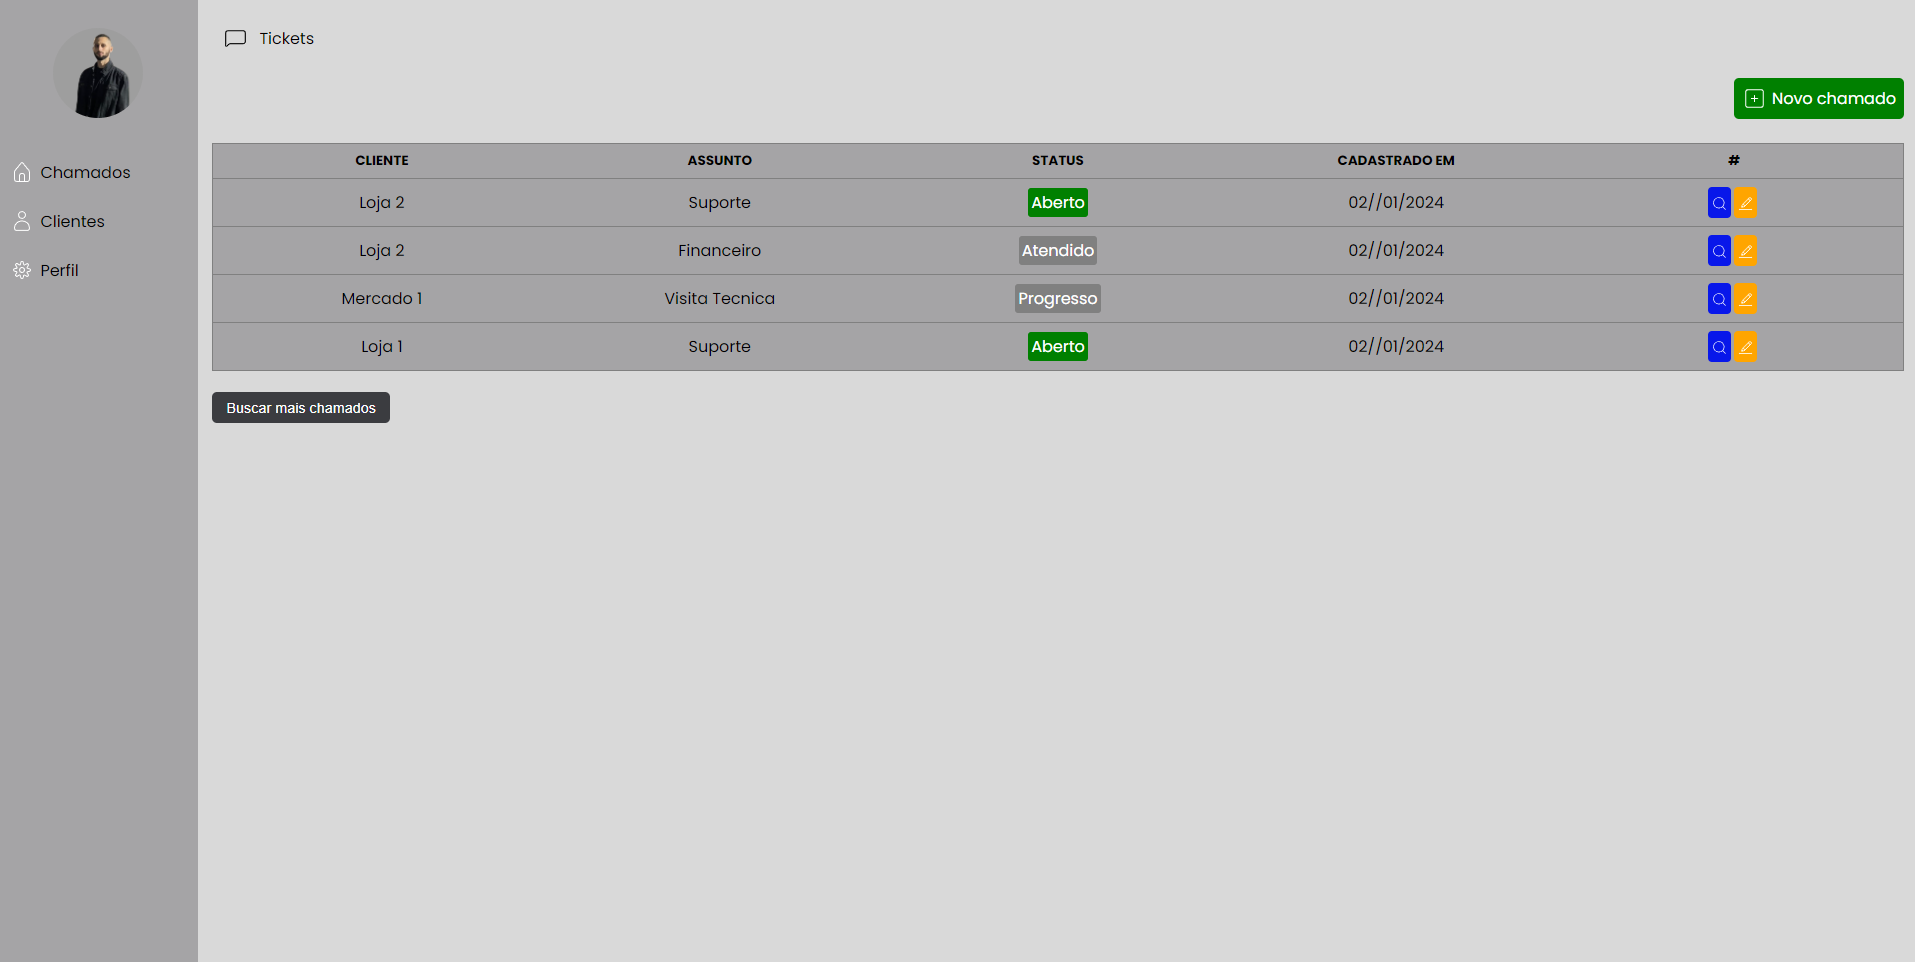 Tickets
Novo chamado
Chamados
Clientes
Perfil
CLIENTE ASSUNTO STATUS CADASTRADO EM #
Loja 2 Suporte Aberto 02//01/2024
Loja 2 Financeiro Atendido 02//01/2024
Mercado 1 Visita Tecnica Progresso 02//01/2024
Loja 1 Suporte Aberto 02//01/2024
Buscar mais chamados